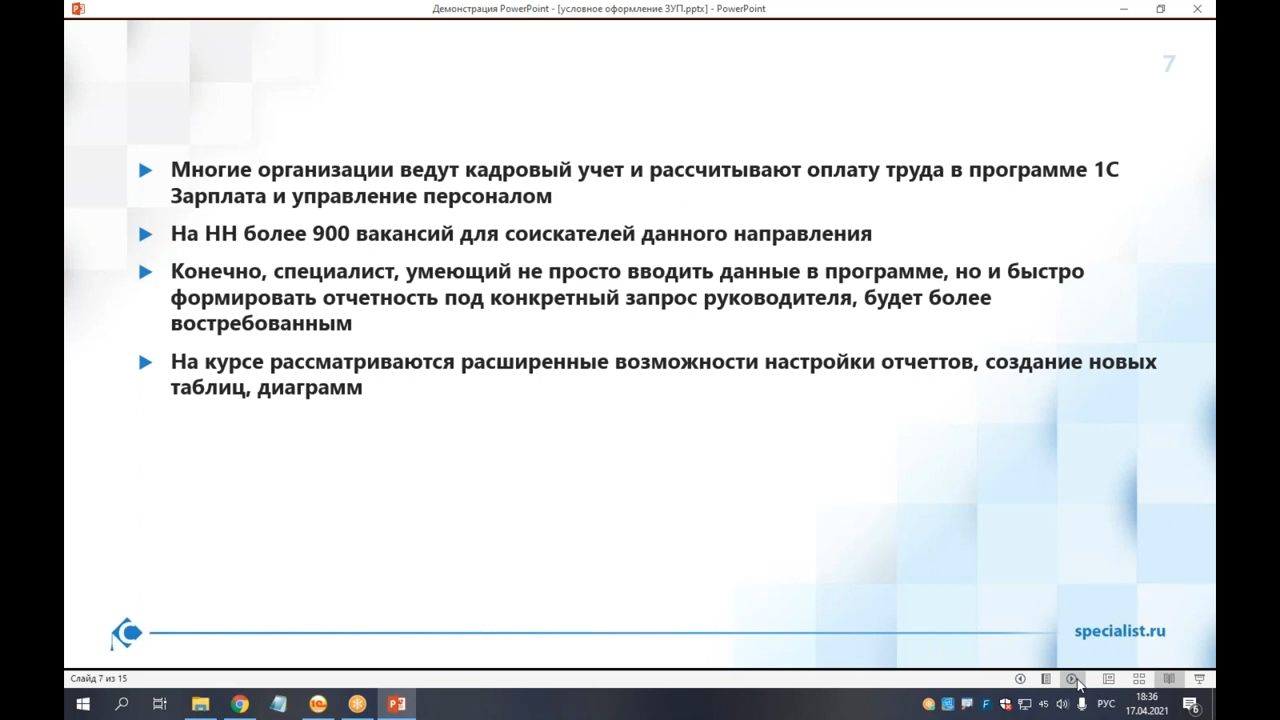 Демонстрация PowerPoint - [условное оформление ЗУП.pptx] - PowerPoint
7
Многие организации ведут кадровый учет и рассчитывают оплату труда в программе 1С
Зарплата и управление персоналом
На НН более 900 вакансий для соискателей данного направления
Конечно, специалист, умеющий не просто вводить данные в программе, но и быстро
формировать отчетность под конкретный запрос руководителя, будет более
востребованным
На курсе рассматриваются расширенные возможности настройки отчеттов, создание новых
таблиц, диаграмм
specialist.ru
Слайд 7 из 15
45
РУС
18:36
17.04.2021